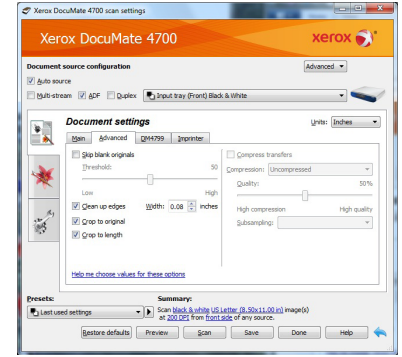 Xerox DocuMate 4700 scan settings
Xerox DocuMate 4700
xerox
Document source configuration
Advanced
Auto source
Multi-stream ADF Duplex Input tray (Front) Black & White
Document settings
Units: Inches
Main Advanced DM4799 Imprinter
Skip blank originals
Threshold: 50
Low High
Clean up edges Width: 0.08 inches
Crop to original
Crop to length
Compress transfers
Compression: Uncompressed
Quality: 50%
High compression High quality
Subsampling:
Help me choose values for these options
Presets:
Last used settings
Summary:
Scan black & white US Letter (8.50x11.00 in) image(s)
at 200 DPI from front side of any source.
Restore defaults Preview Scan Save Done Help